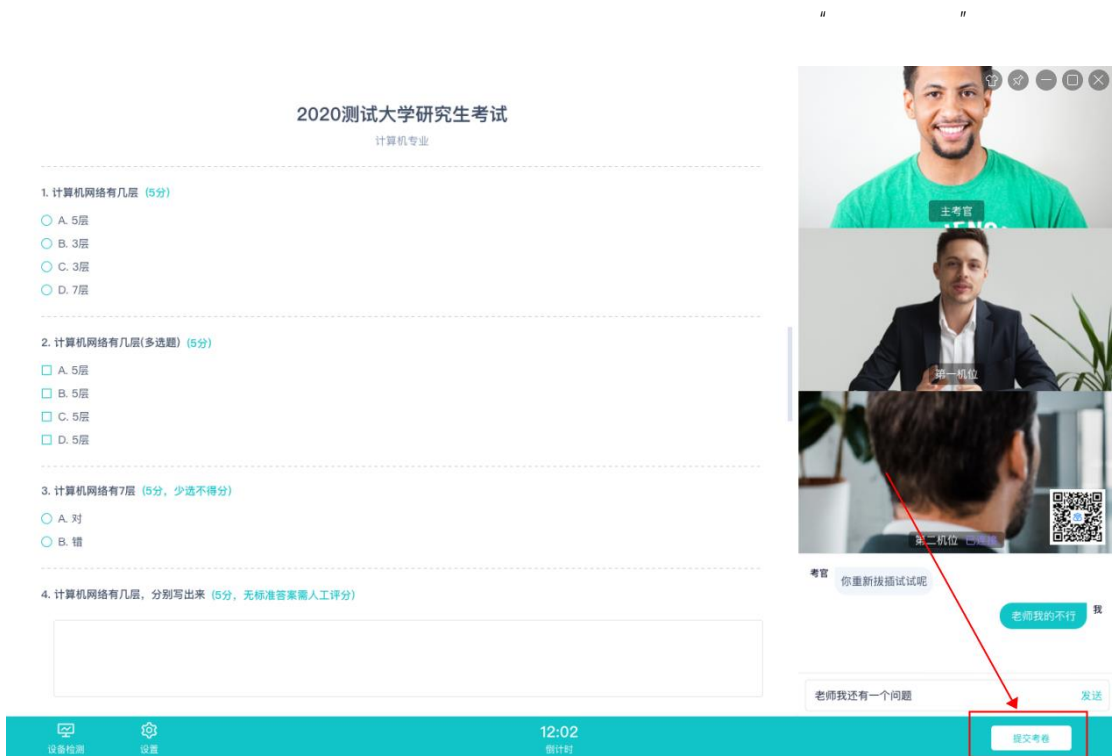 “ ”
2020测试大学研究生考试
计算机专业
1. 计算机网络有几层 (5分)
A. 5层
B. 3层
C. 3层
D. 7层
2. 计算机网络有几层(多选题) (5分)
A. 5层
B. 5层
C. 5层
D. 5层
3. 计算机网络有7层 (5分，少选不得分)
A. 对
B. 错
4. 计算机网络有几层，分别写出来 (5分，无标准答案需人工评分)
主考官
第一机位
第二机位 已连接
考官 你重新拔插试试呢
老师我的不行 我
老师我还有一个问题 发送
设备检测
设置
12:02
倒计时
提交考卷